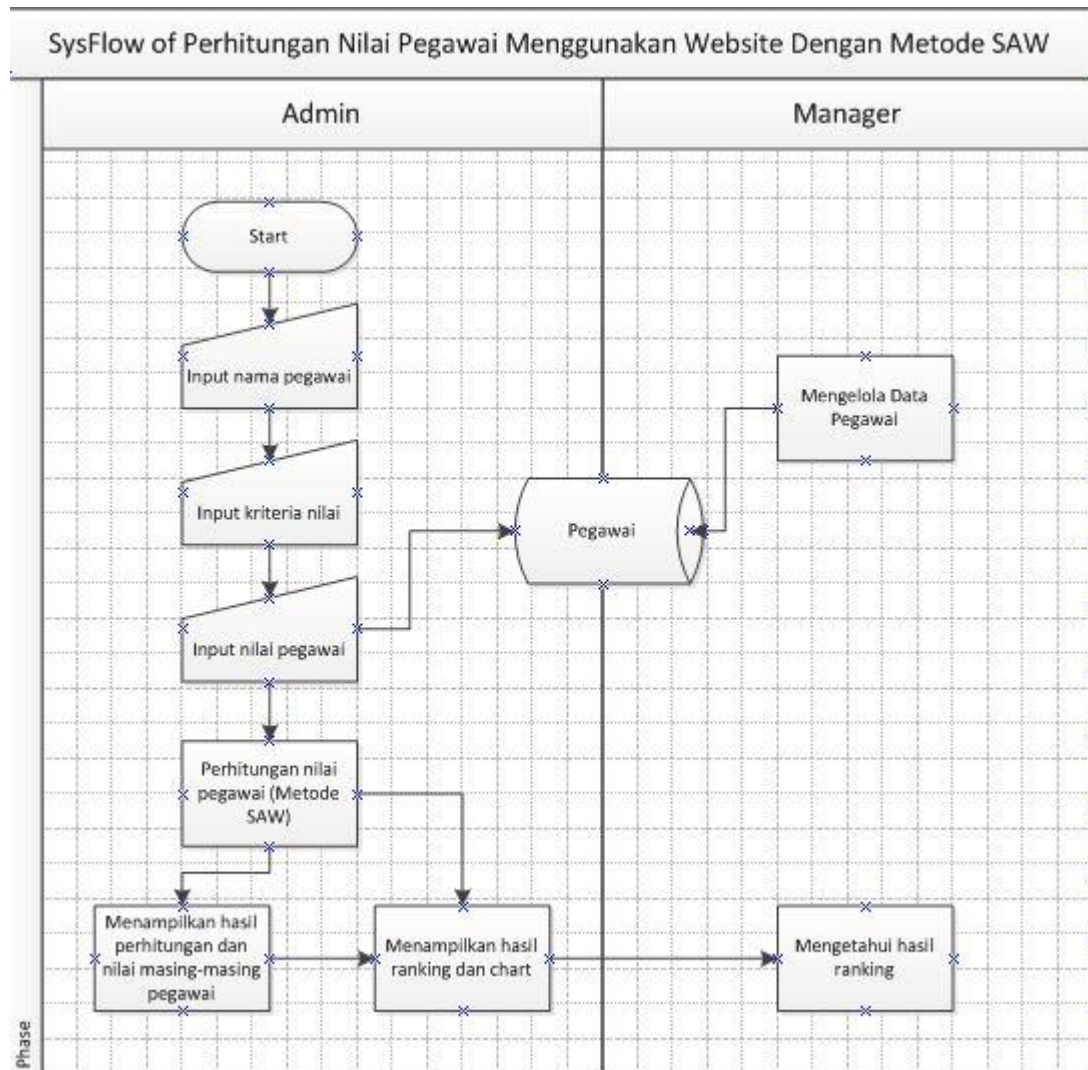 SysFlow of Perhitungan Nilai Pegawai Menggunakan Website Dengan Metode SAW
Admin
Manager
Start
Input nama pegawai
Mengelola Data
Pegawai
Input kriteria nilai
Pegawai
Input nilai pegawai
Perhitungan nilai
pegawai (Metode
SAW)
Menampilkan hasil
perhitungan dan
nilai masing-masing
pegawai
Menampilkan hasil
ranking dan chart
Mengetahui hasil
ranking
Phase